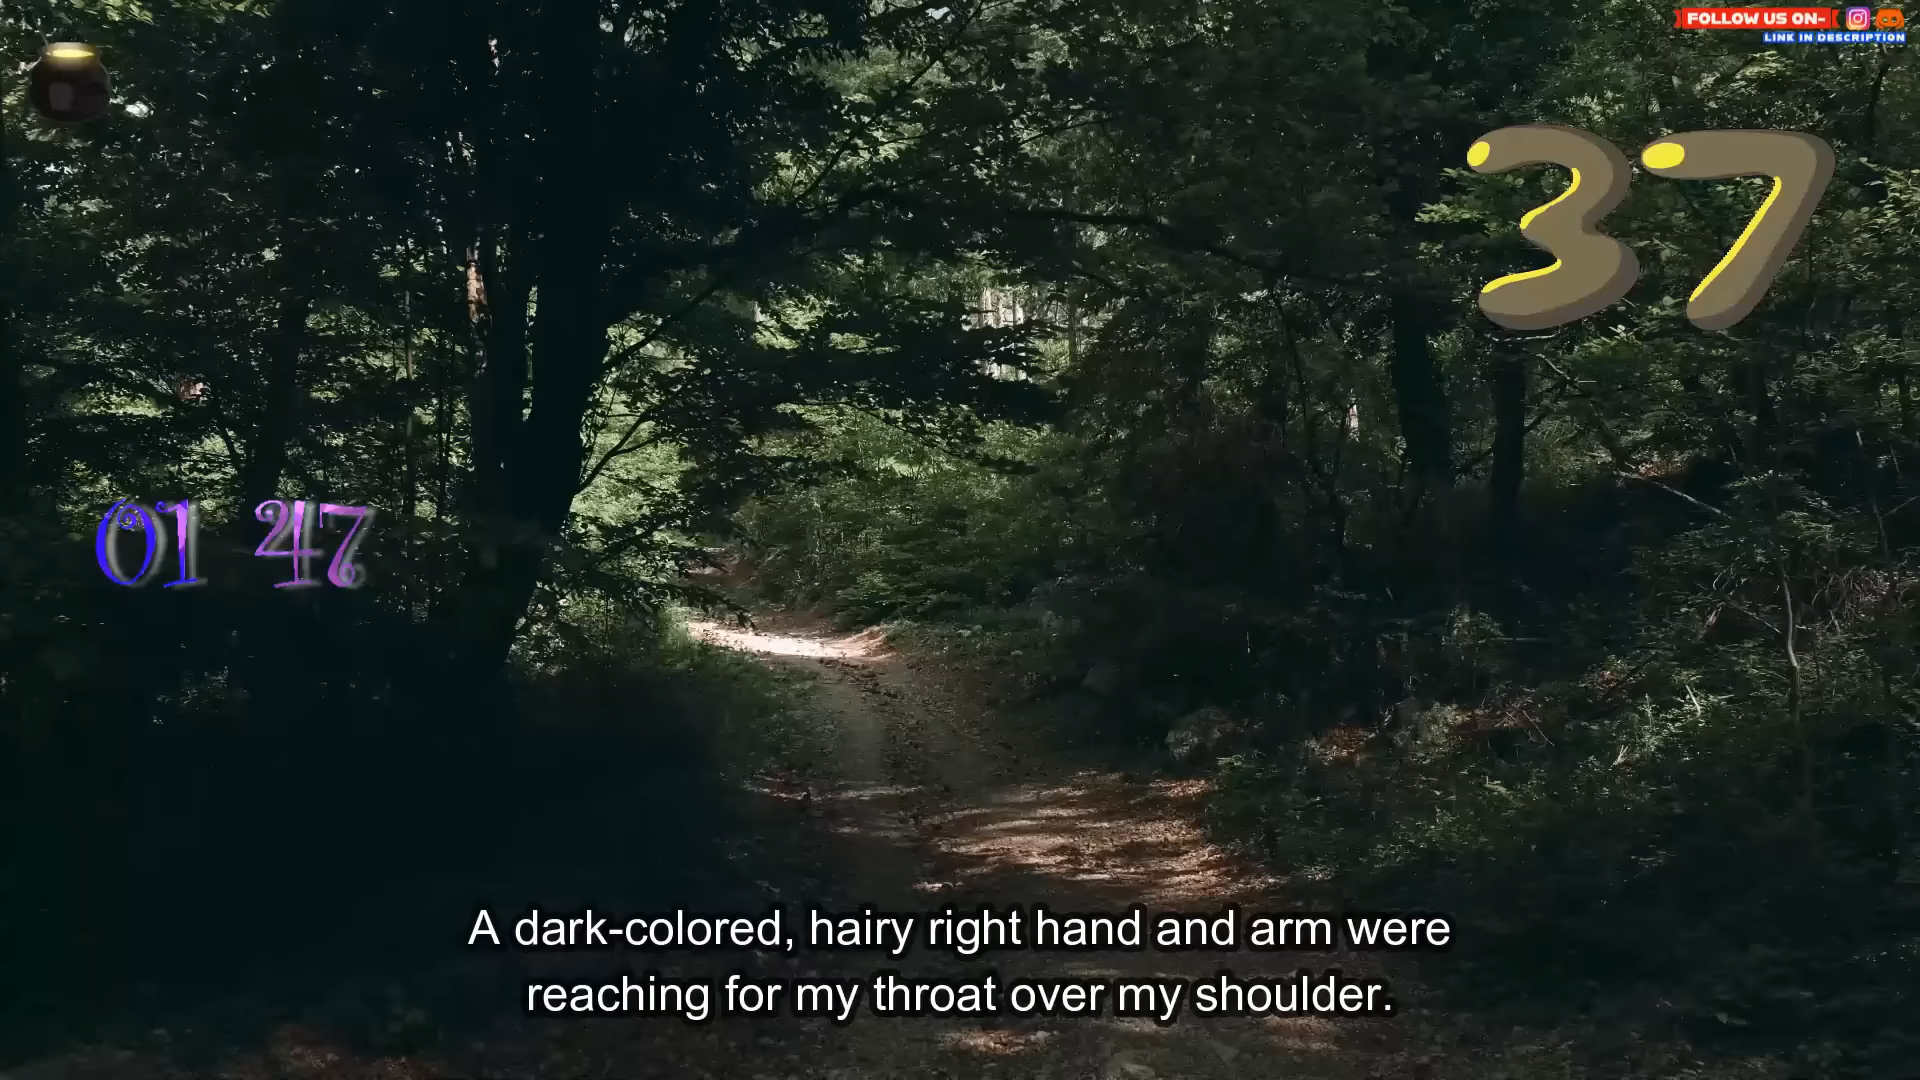 FOLLOW US ON-
LINK IN DESCRIPTION
37
01 47
A dark-colored, hairy right hand and arm were
reaching for my throat over my shoulder.